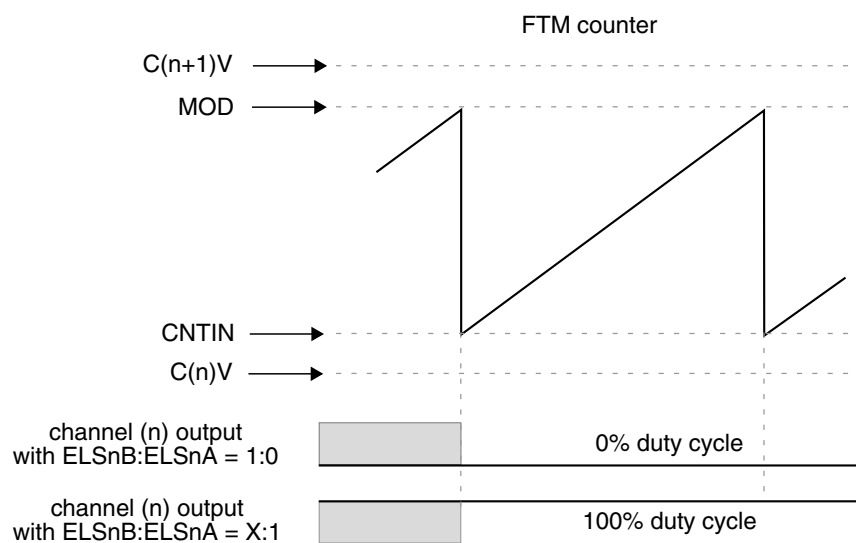 FTM counter
C(n+1)V
MOD
CNTIN
C(n)V
channel (n) output
with ELSnB:ELSnA = 1:0
0% duty cycle
channel (n) output
with ELSnB:ELSnA = X:1
100% duty cycle